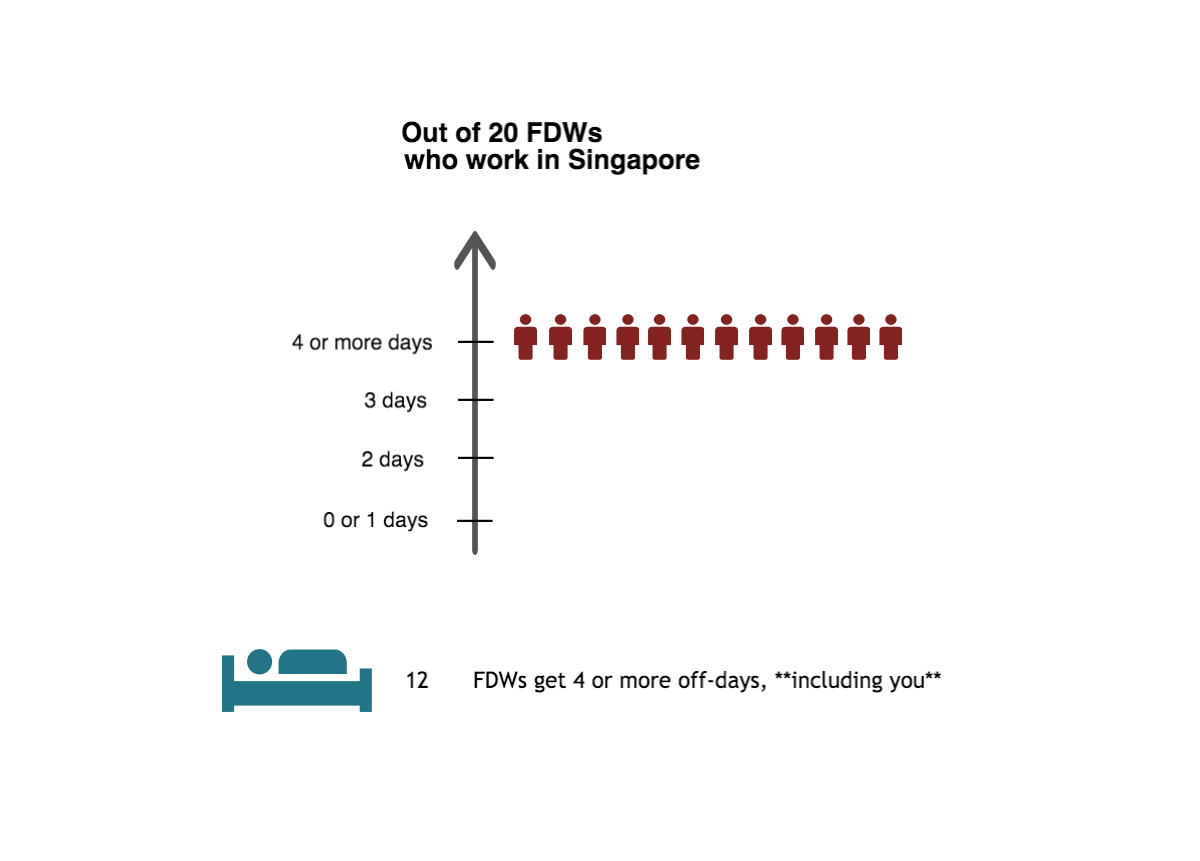 Out of 20 FDWs
who work in Singapore
4 or more days
3 days
2 days
0 or 1 days
12 FDWs get 4 or more off-days, **including you**